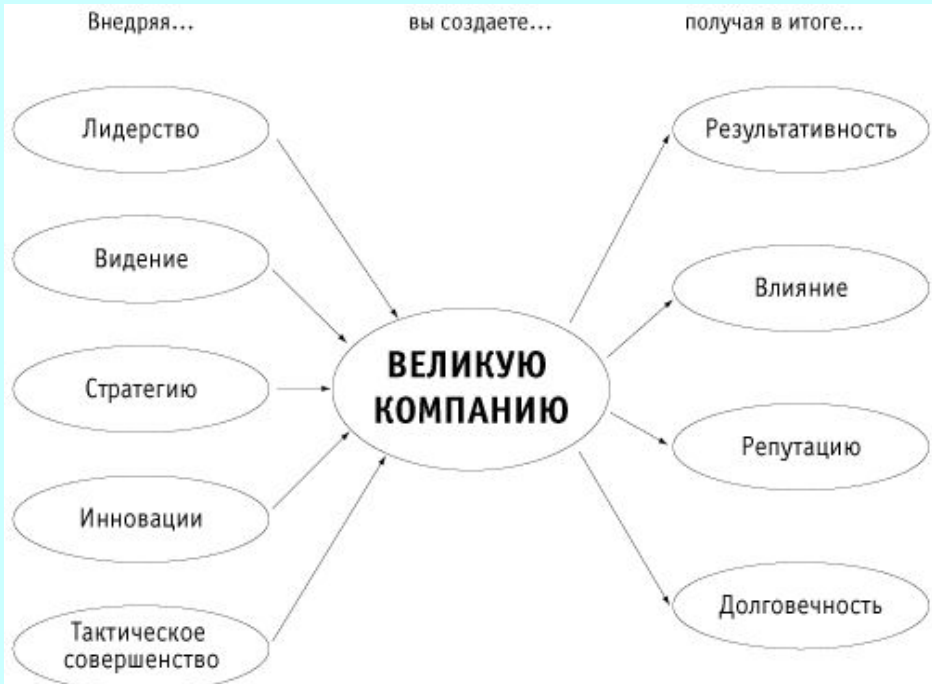 Внедряя...
вы создаете...
получая в итоге...
Лидерство
Видение
Стратегию
Инновации
Тактическое
совершенство
ВЕЛИКУЮ
КОМПАНИЮ
Результативность
Влияние
Репутацию
Долговечность